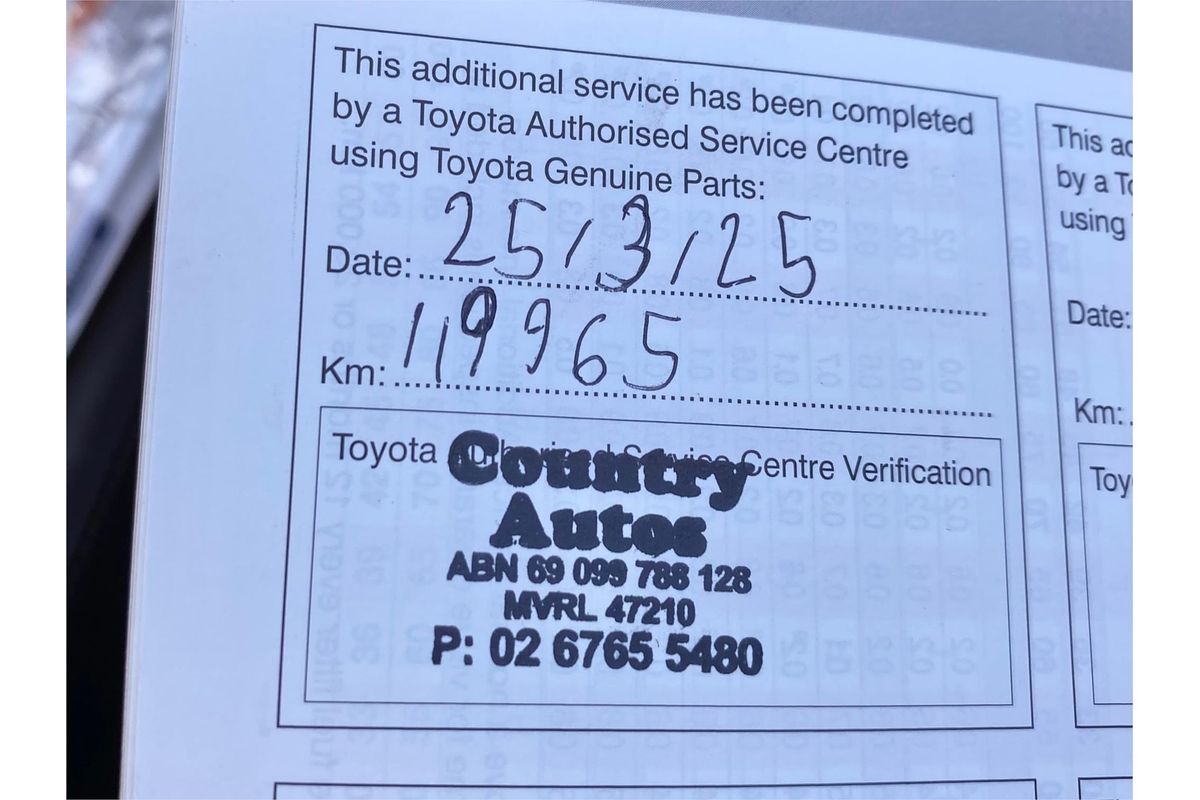 This additional service has been completed
by a Toyota Authorised Service Centre
using Toyota Genuine Parts:
Date: 25/3/25
Km: 119965
Toyota Authorised Service Centre Verification
Country
Autos
ABN 69 099 788 128
MVRL 47210
P: 02 6765 5480
This
by a
using
Date:
Km: